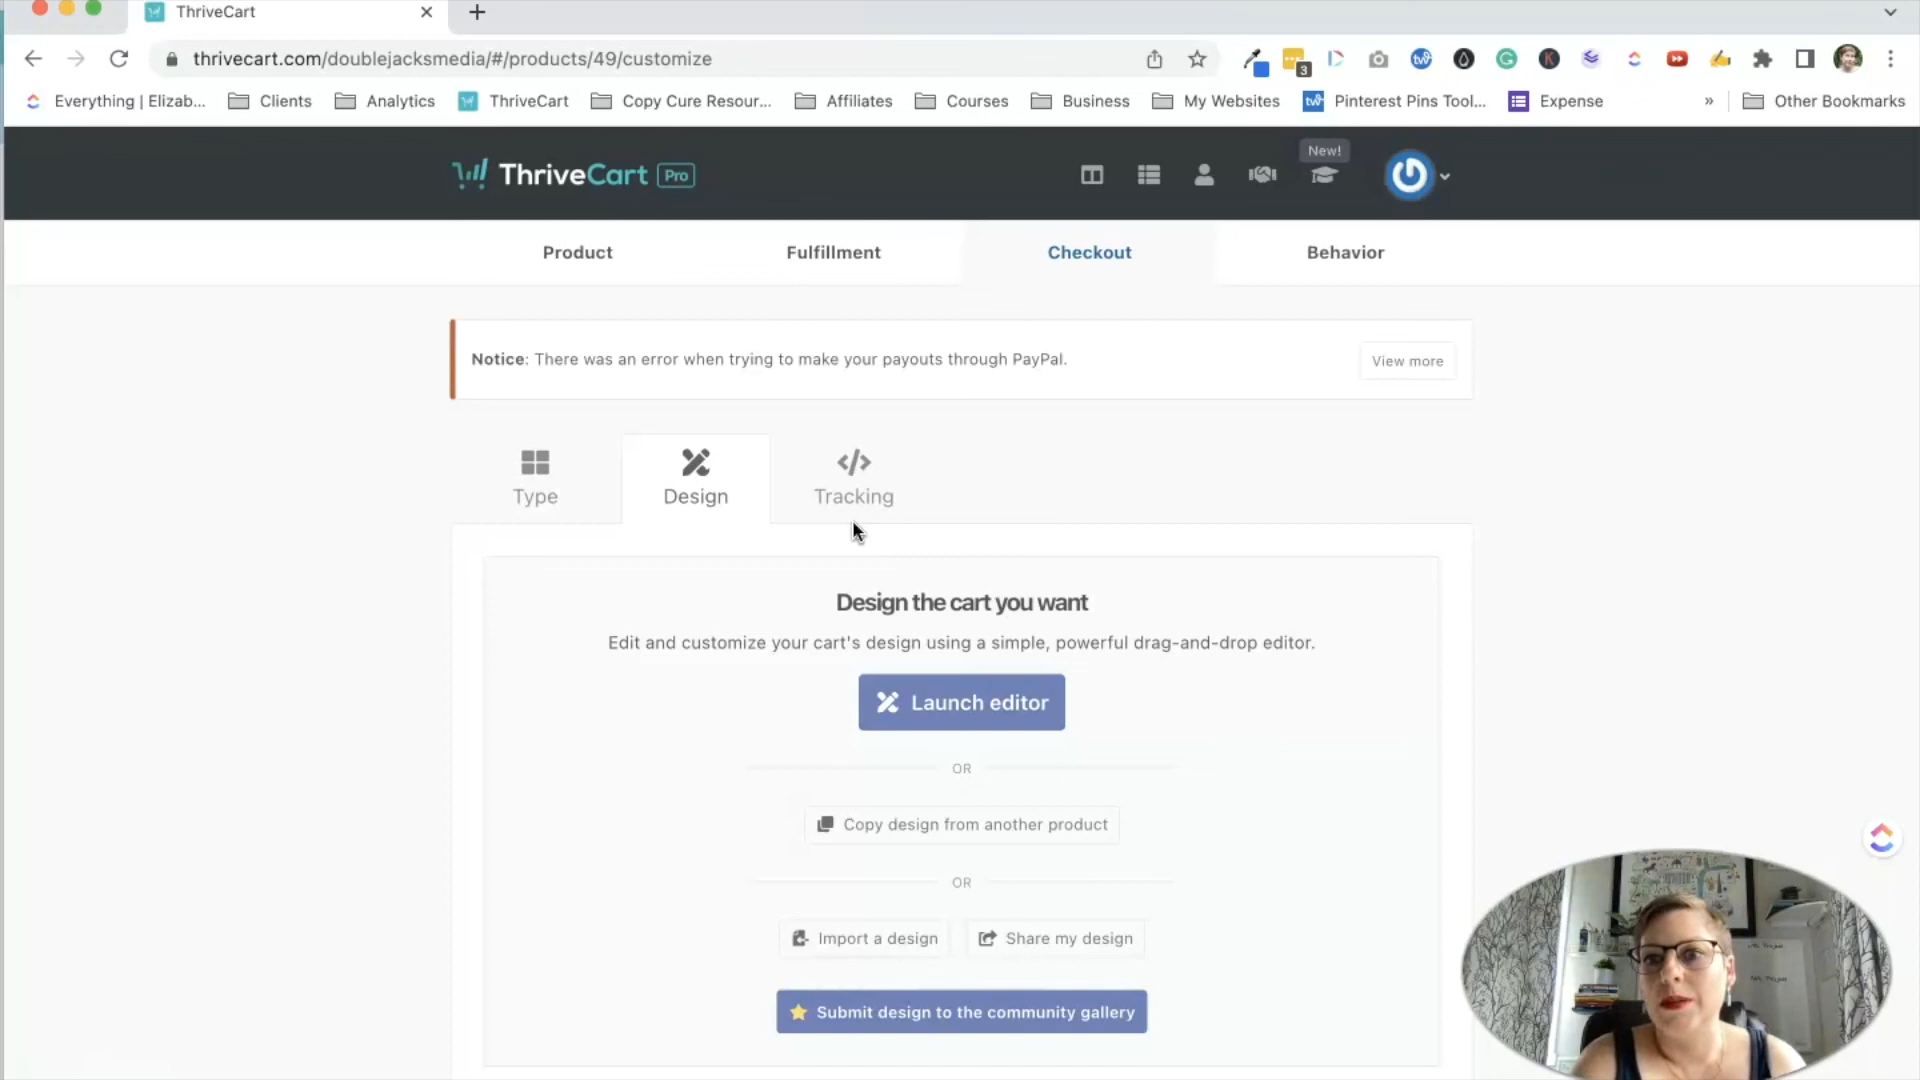 ThriveCart
thrivecart.com/doublejacksmedia/#/products/49/customize
3
Everything | Elizab...
Clients
Analytics
ThriveCart
Copy Cure Resour...
Affiliates
Courses
Business
My Websites
Pinterest Pins Tool...
Expense
»
Other Bookmarks
ThriveCart Pro
New!
Product
Fulfillment
Checkout
Behavior
Notice: There was an error when trying to make your payouts through PayPal.
View more
Type
Design
Tracking
Design the cart you want
Edit and customize your cart's design using a simple, powerful drag-and-drop editor.
Launch editor
OR
Copy design from another product
OR
Import a design
Share my design
Submit design to the community gallery